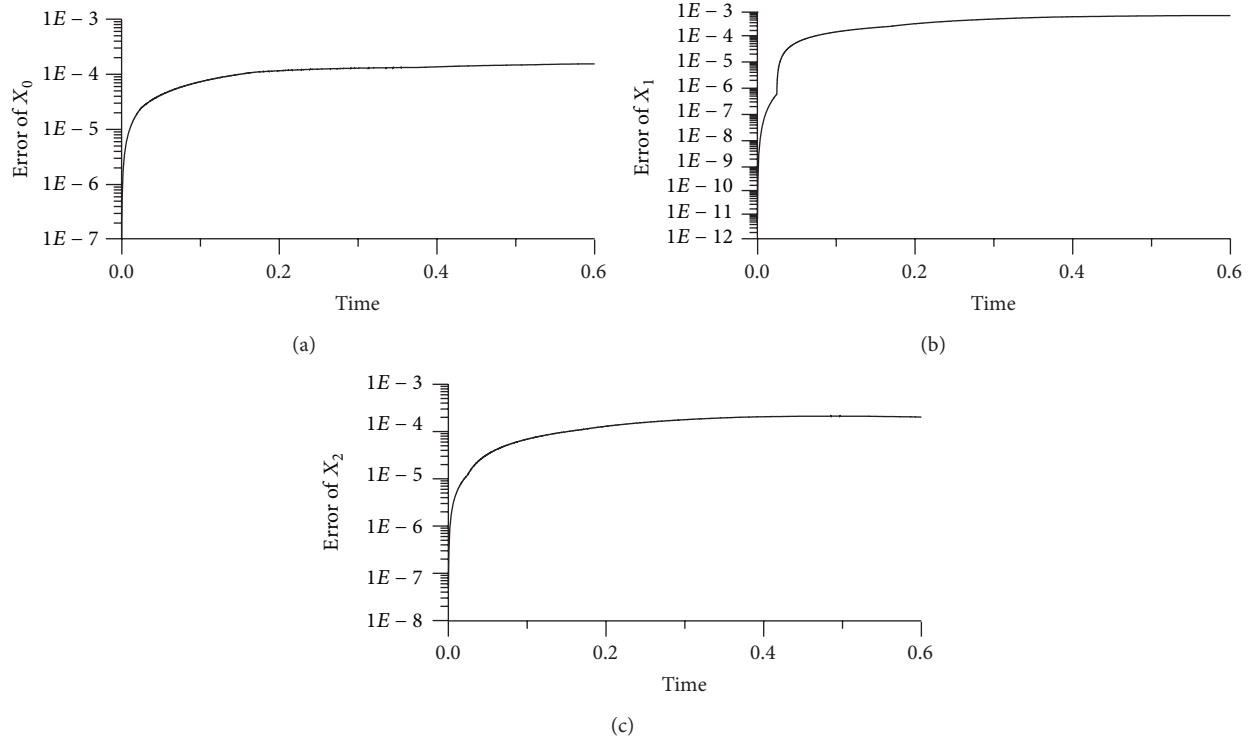 1E − 3
1E − 4
1E − 5
1E − 6
1E − 7
Error of X₀
0.0 0.2 0.4 0.6
Time
(a)
1E − 3
1E − 4
1E − 5
1E − 6
1E − 7
1E − 8
1E − 9
1E − 10
1E − 11
1E − 12
Error of X₁
0.0 0.2 0.4 0.6
Time
(b)
1E − 3
1E − 4
1E − 5
1E − 6
1E − 7
1E − 8
Error of X₂
0.0 0.2 0.4 0.6
Time
(c)